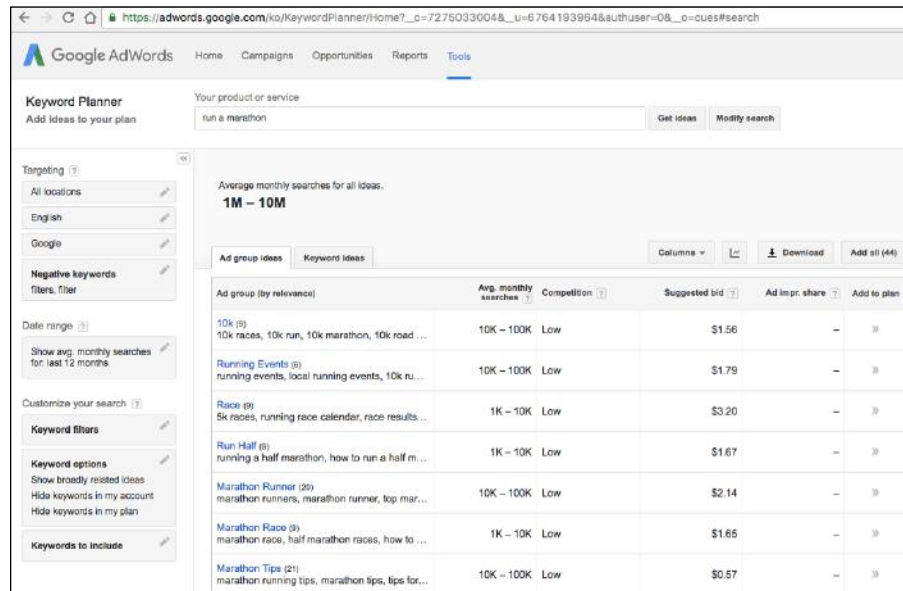 https://adwords.google.com/ko/KeywordPlanner/Home?_c=7275033004&_u=6764193964&authuser=0&_o=cues#search
Google AdWords Home Campaigns Opportunities Reports Tools
Keyword Planner
Add ideas to your plan
Your product or service
run a marathon
Get ideas Modify search
Targeting ?
All locations
English
Google
Negative keywords
filters, filter
Date range ?
Show avg. monthly searches
for: last 12 months
Customize your search ?
Keyword filters
Keyword options
Show broadly related ideas
Hide keywords in my account
Hide keywords in my plan
Keywords to include
Average monthly searches for all ideas.
1M – 10M
Ad group ideas Keyword ideas
Columns Download Add all (44)
Ad group (by relevance) Avg. monthly searches ? Competition ? Suggested bid ? Ad impr. share ? Add to plan
10k (9) 10K – 100K Low $1.56 –
10k races, 10k run, 10k marathon, 10k road ...
Running Events (6) 10K – 100K Low $1.79 –
running events, local running events, 10k ru...
Race (9) 1K – 10K Low $3.20 –
5k races, running race calendar, race results...
Run Half (9) 1K – 10K Low $1.67 –
running a half marathon, how to run a half m...
Marathon Runner (20) 10K – 100K Low $2.14 –
marathon runners, marathon runner, top mar...
Marathon Race (9) 1K – 10K Low $1.65 –
marathon race, half marathon races, how to ...
Marathon Tips (21) 10K – 100K Low $0.57 –
marathon running tips, marathon tips, tips for...